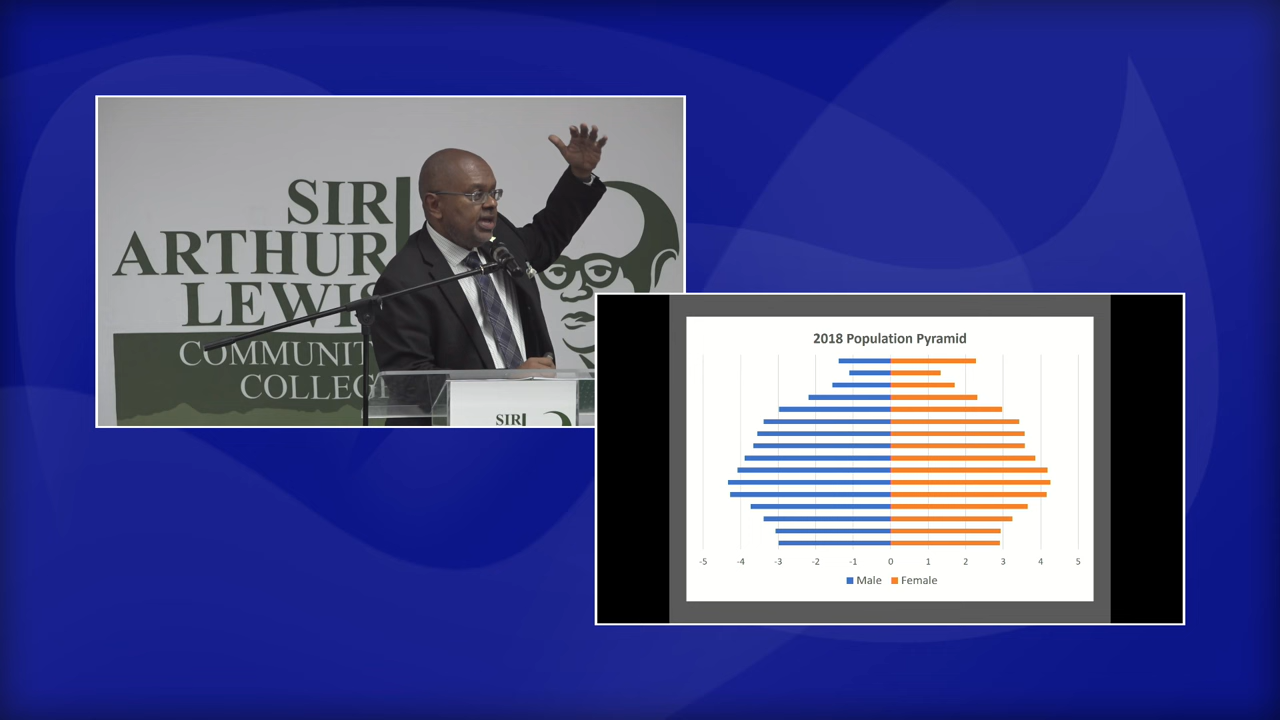 SIR
ARTHUR
LEWIS
COMMUNIT
COLLEGE
SIR
2018 Population Pyramid
-5 -4 -3 -2 -1 0 1 2 3 4 5
Male Female